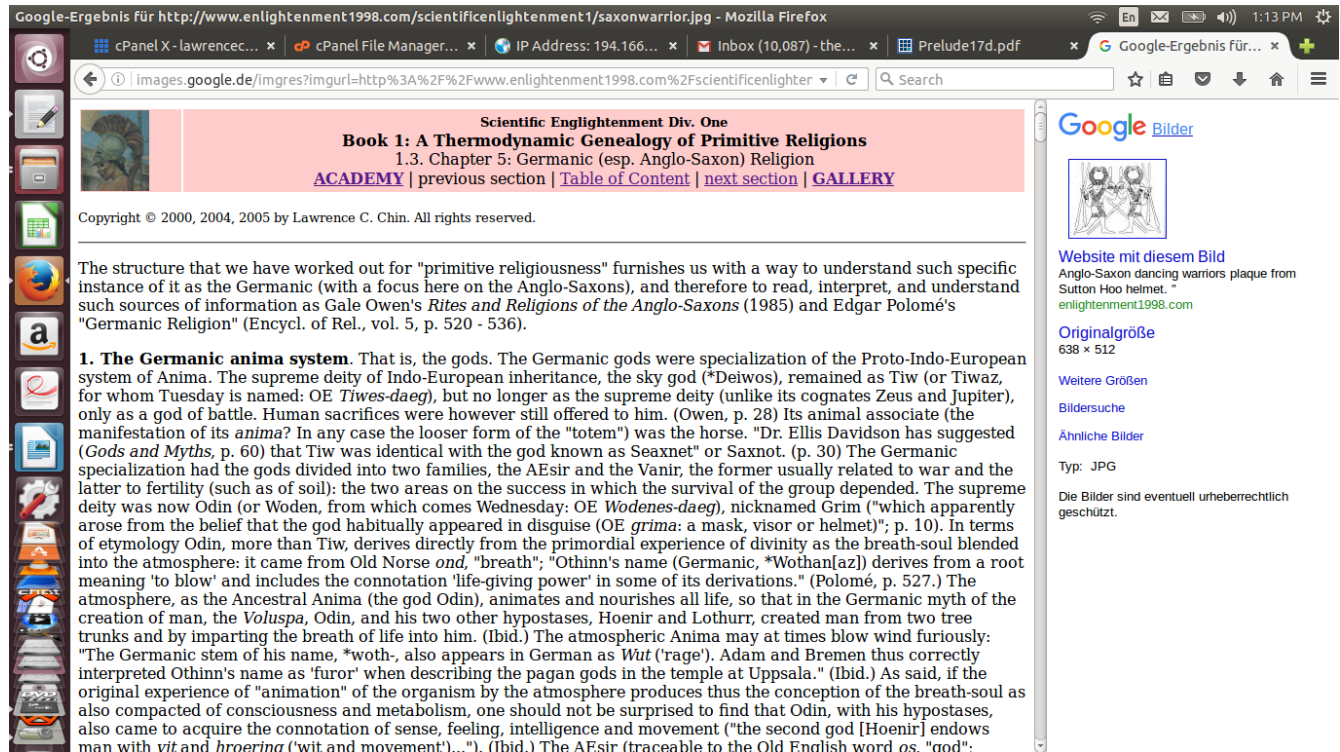 Google-Ergebnis für http://www.enlightenment1998.com/scientificenlightenment1/saxonwarrior.jpg - Mozilla Firefox
En
1:13 PM
cPanel X - lawrencec...
cPanel File Manager...
IP Address: 194.166...
Inbox (10,087) - the...
Prelude17d.pdf
Google-Ergebnis für...
images.google.de/imgres?imgurl=http%3A%2F%2Fwww.enlightenment1998.com%2Fscientificenlighter
Search
Scientific Englightenment Div. One
Book 1: A Thermodynamic Genealogy of Primitive Religions
1.3. Chapter 5: Germanic (esp. Anglo-Saxon) Religion
ACADEMY | previous section | Table of Content | next section | GALLERY
Copyright © 2000, 2004, 2005 by Lawrence C. Chin. All rights reserved.
The structure that we have worked out for "primitive religiousness" furnishes us with a way to understand such specific
instance of it as the Germanic (with a focus here on the Anglo-Saxons), and therefore to read, interpret, and understand
such sources of information as Gale Owen's Rites and Religions of the Anglo-Saxons (1985) and Edgar Polomé's
"Germanic Religion" (Encycl. of Rel., vol. 5, p. 520 - 536).
1. The Germanic anima system. That is, the gods. The Germanic gods were specialization of the Proto-Indo-European
system of Anima. The supreme deity of Indo-European inheritance, the sky god (*Deiwos), remained as Tiw (or Tiwaz,
for whom Tuesday is named: OE Tiwes-daeg), but no longer as the supreme deity (unlike its cognates Zeus and Jupiter),
only as a god of battle. Human sacrifices were however still offered to him. (Owen, p. 28) Its animal associate (the
manifestation of its anima? In any case the looser form of the "totem") was the horse. "Dr. Ellis Davidson has suggested
(Gods and Myths, p. 60) that Tiw was identical with the god known as Seaxnet" or Saxnot. (p. 30) The Germanic
specialization had the gods divided into two families, the AEsir and the Vanir, the former usually related to war and the
latter to fertility (such as of soil): the two areas on the success in which the survival of the group depended. The supreme
deity was now Odin (or Woden, from which comes Wednesday: OE Wodenes-daeg), nicknamed Grim ("which apparently
arose from the belief that the god habitually appeared in disguise (OE grima: a mask, visor or helmet)"; p. 10). In terms
of etymology Odin, more than Tiw, derives directly from the primordial experience of divinity as the breath-soul blended
into the atmosphere: it came from Old Norse ond, "breath"; "Othinn's name (Germanic, *Wothan[az]) derives from a root
meaning 'to blow' and includes the connotation 'life-giving power' in some of its derivations." (Polomé, p. 527.) The
atmosphere, as the Ancestral Anima (the god Odin), animates and nourishes all life, so that in the Germanic myth of the
creation of man, the Voluspa, Odin, and his two other hypostases, Hoenir and Lothurr, created man from two tree
trunks and by imparting the breath of life into him. (Ibid.) The atmospheric Anima may at times blow wind furiously:
"The Germanic stem of his name, *woth-, also appears in German as Wut ('rage'). Adam and Bremen thus correctly
interpreted Othinn's name as 'furor' when describing the pagan gods in the temple at Uppsala." (Ibid.) As said, if the
original experience of "animation" of the organism by the atmosphere produces thus the conception of the breath-soul as
also compacted of consciousness and metabolism, one should not be surprised to find that Odin, with his hypostases,
also came to acquire the connotation of sense, feeling, intelligence and movement ("the second god [Hoenir] endows
man with vit and hroering ('wit and movement')..."). (Ibid.) The AEsir (traceable to the Old English word os, "god";
Google Bilder
Website mit diesem Bild
Anglo-Saxon dancing warriors plaque from
Sutton Hoo helmet. "
enlightenment1998.com
Originalgröße
638 × 512
Weitere Größen
Bildersuche
Ähnliche Bilder
Typ: JPG
Die Bilder sind eventuell urheberrechtlich
geschützt.